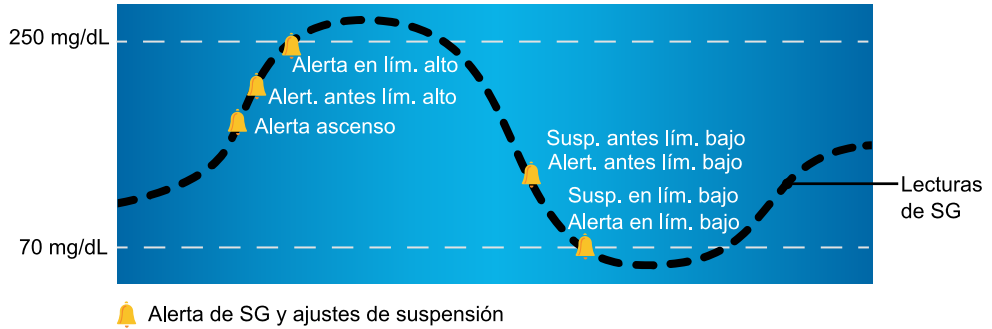 250 mg/dL
Alerta en lím. alto
Alert. antes lím. alto
Alerta ascenso
Susp. antes lím. bajo
Alert. antes lím. bajo
Susp. en lím. bajo
Alerta en lím. bajo
Lecturas
de SG
70 mg/dL
Alerta de SG y ajustes de suspensión